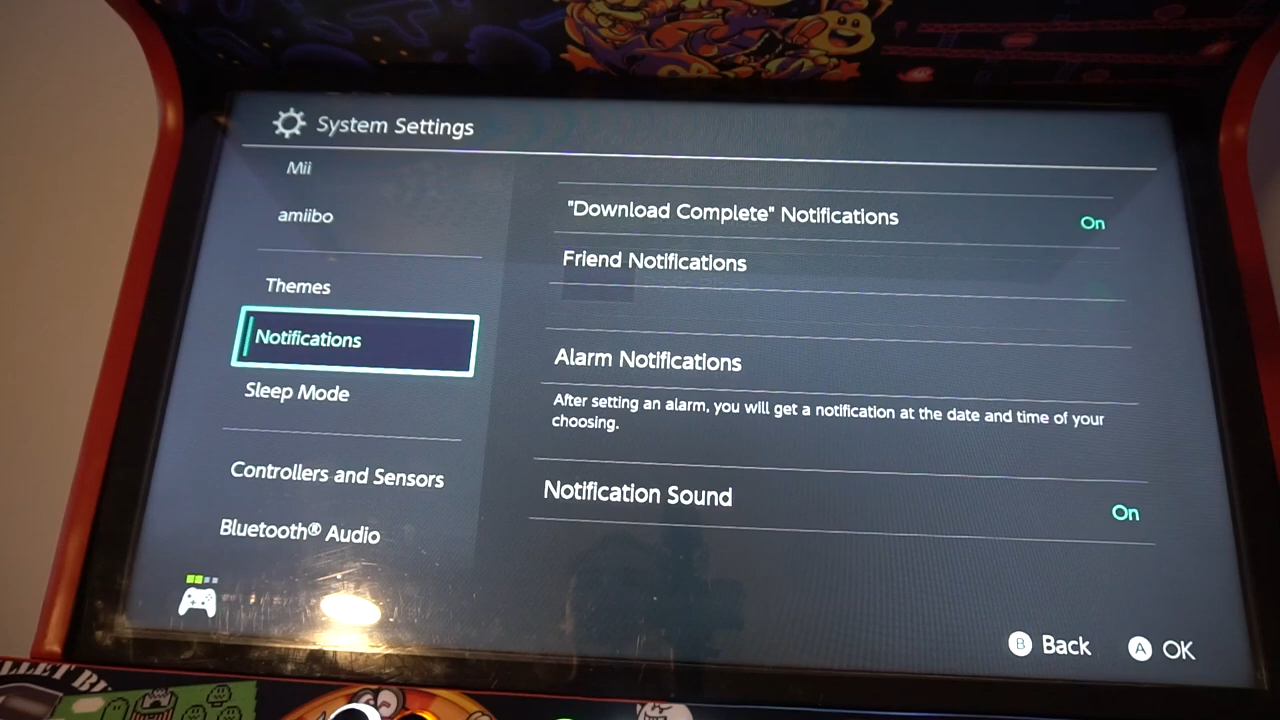 System Settings
Mii
amiibo
Themes
Notifications
Sleep Mode
Controllers and Sensors
Bluetooth® Audio
"Download Complete" Notifications On
Friend Notifications
Alarm Notifications
After setting an alarm, you will get a notification at the date and time of your
choosing.
Notification Sound On
B Back A OK